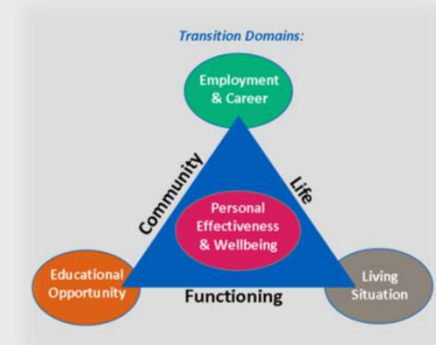 Transition Domains:
Employment
& Career
Community
Life
Personal
Effectiveness
& Wellbeing
Educational
Opportunity
Functioning
Living
Situation